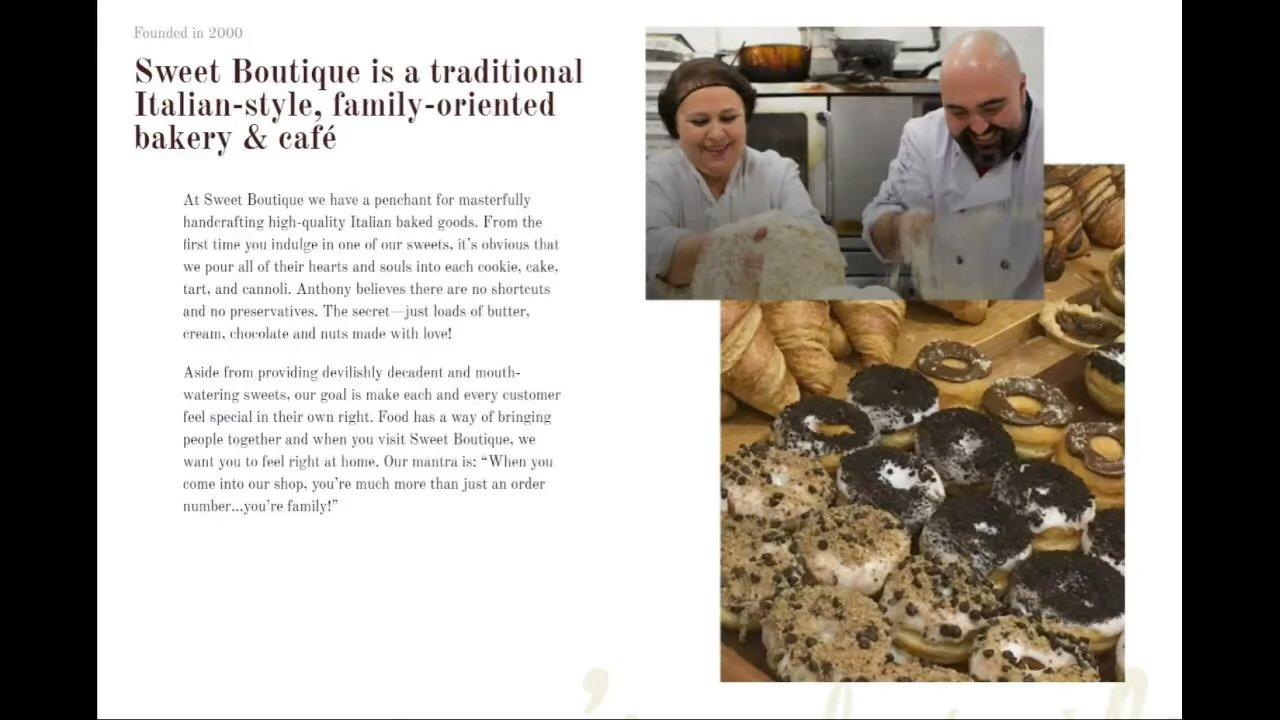 Founded in 2000
Sweet Boutique is a traditional
Italian-style, family-oriented
bakery & café
At Sweet Boutique we have a penchant for masterfully
handcrafting high-quality Italian baked goods. From the
first time you indulge in one of our sweets, it's obvious that
we pour all of their hearts and souls into each cookie, cake,
tart, and cannoli. Anthony believes there are no shortcuts
and no preservatives. The secret—just loads of butter,
cream, chocolate and nuts made with love!
Aside from providing devilishly decadent and mouth-
watering sweets, our goal is make each and every customer
feel special in their own right. Food has a way of bringing
people together and when you visit Sweet Boutique, we
want you to feel right at home. Our mantra is: “When you
come into our shop, you're much more than just an order
number...you're family!”